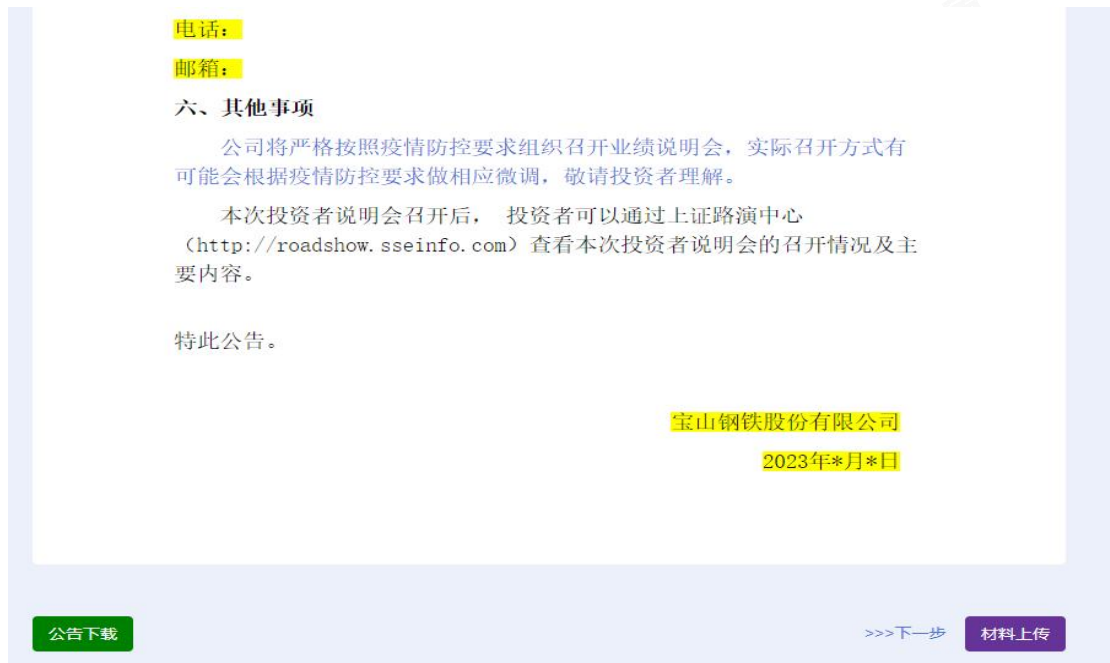 电话：
邮箱：
六、其他事项
公司将严格按照疫情防控要求组织召开业绩说明会，实际召开方式有
可能会根据疫情防控要求做相应微调，敬请投资者理解。
本次投资者说明会召开后， 投资者可以通过上证路演中心
（http://roadshow.sseinfo.com）查看本次投资者说明会的召开情况及主
要内容。
特此公告。
宝山钢铁股份有限公司
2023年*月*日
公告下载
>>>下一步
材料上传